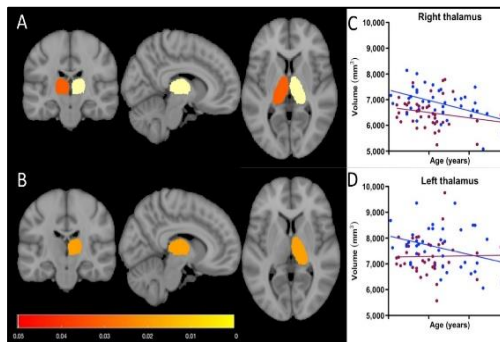 A
B
0.05 0.04 0.03 0.02 0.01 0
C
Right thalamus
Volume (mm³)
10,000
9,000
8,000
7,000
6,000
5,000
Age (years)
D
Left thalamus
Volume (mm³)
10,000
9,000
8,000
7,000
6,000
5,000
Age (years)